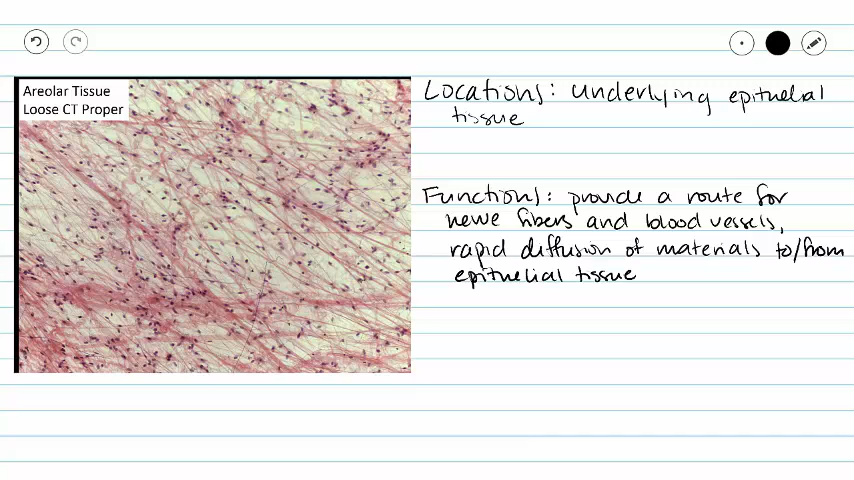 Areolar Tissue
Loose CT Proper
Locations: underlying epithelial
tissue
Functions: provide a route for
nerve fibers and blood vessels,
rapid diffusion of materials to/from
epithelial tissue